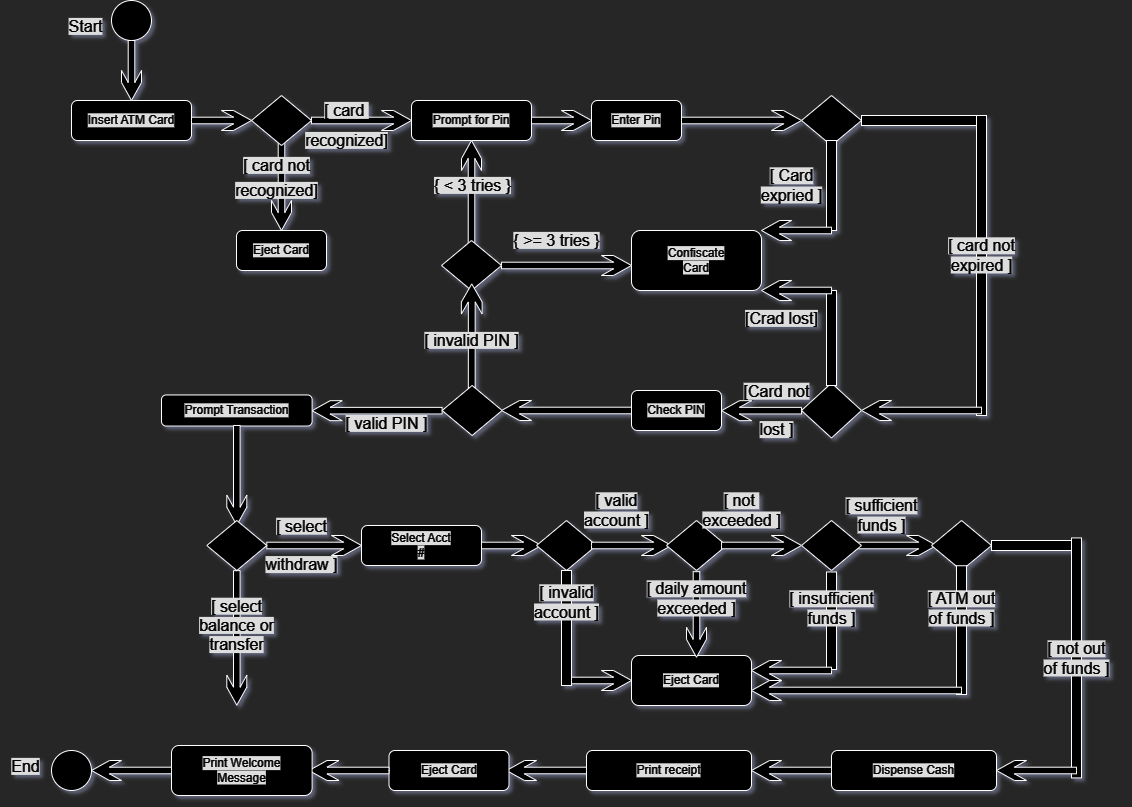 Start
Insert ATM Card
[ card
recognized]
Prompt for Pin
Enter Pin
[ card not
recognized]
Eject Card
{ < 3 tries }
[ Card
expried ]
{ >= 3 tries }
Confiscate
Card
[ card not
expired ]
[Crad lost]
[ invalid PIN ]
Prompt Transaction
[ valid PIN ]
Check PIN
[Card not
lost ]
[ select
withdraw ]
Select Acct
#
[ valid
account ]
[ not
exceeded ]
[ sufficient
funds ]
[ select
balance or
transfer
[ invalid
account ]
[ daily amount
exceeded ]
[ insufficient
funds ]
[ ATM out
of funds ]
[ not out
of funds ]
Eject Card
End
Print Welcome
Message
Eject Card
Print receipt
Dispense Cash